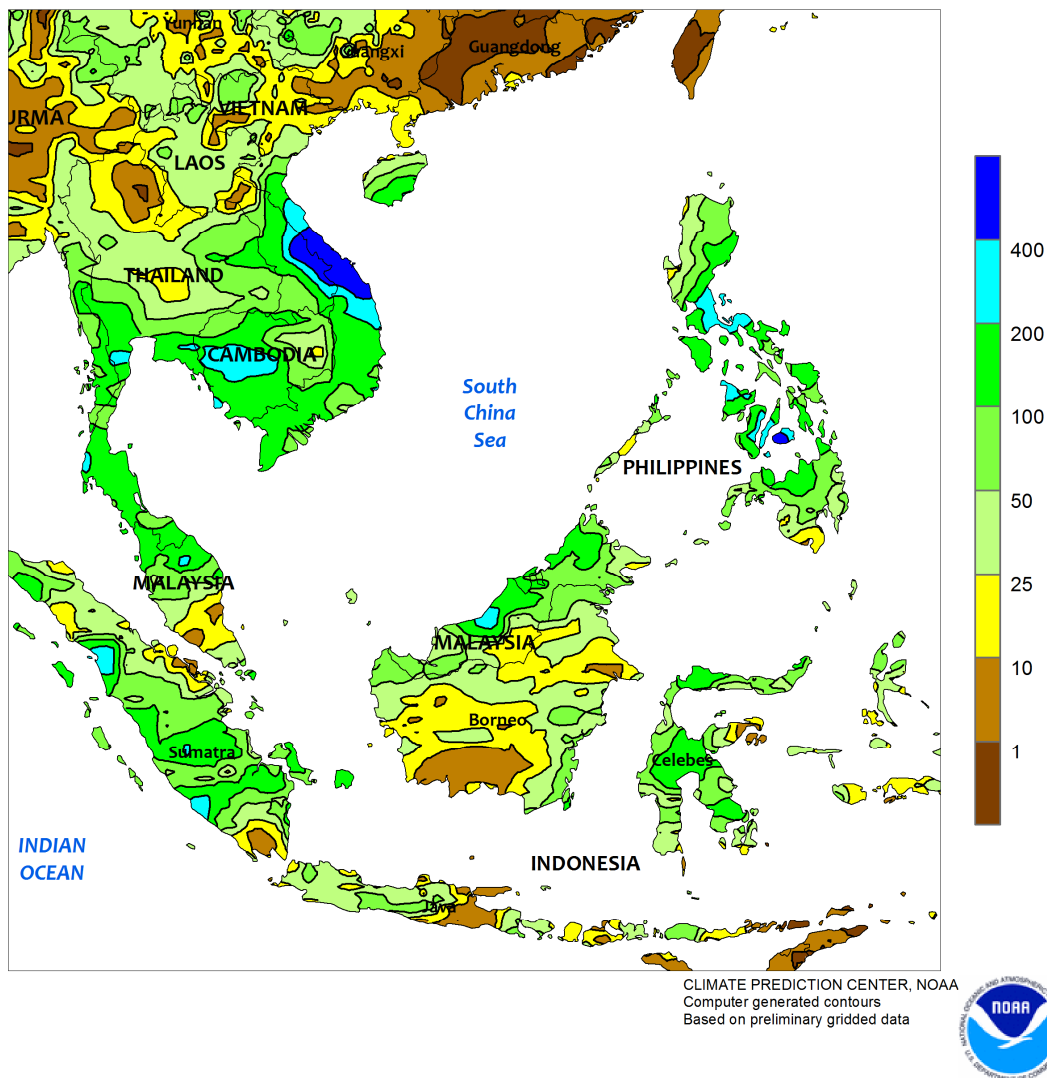 Yunnan
Guangdong
URMA
VIETNAM
LAOS
THAILAND
CAMBODIA
South
China
Sea
PHILIPPINES
MALAYSIA
MALAYSIA
Borneo
Sumatra
Celebes
INDIAN
OCEAN
INDONESIA
Java
400
200
100
50
25
10
1
CLIMATE PREDICTION CENTER, NOAA
Computer generated contours
Based on preliminary gridded data
NOAA